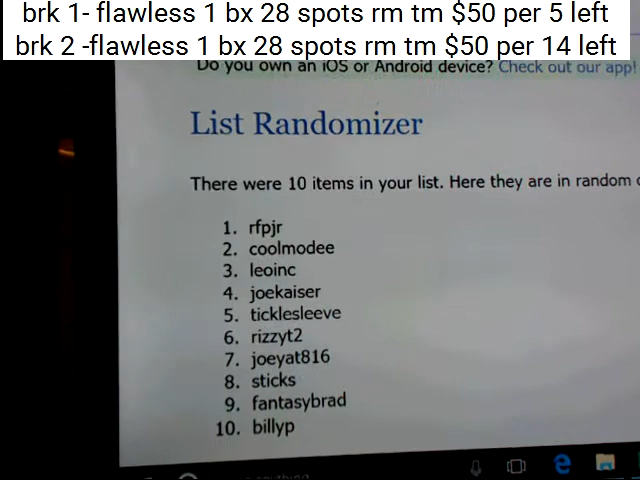 brk 1- flawless 1 bx 28 spots rm tm $50 per 5 left
brk 2 -flawless 1 bx 28 spots rm tm $50 per 14 left
Do you own an iOS or Android device? Check out our app!
List Randomizer
There were 10 items in your list. Here they are in random
1. rfpjr
2. coolmodee
3. leoinc
4. joekaiser
5. ticklesleeve
6. rizzyt2
7. joeyat816
8. sticks
9. fantasybrad
10. billyp